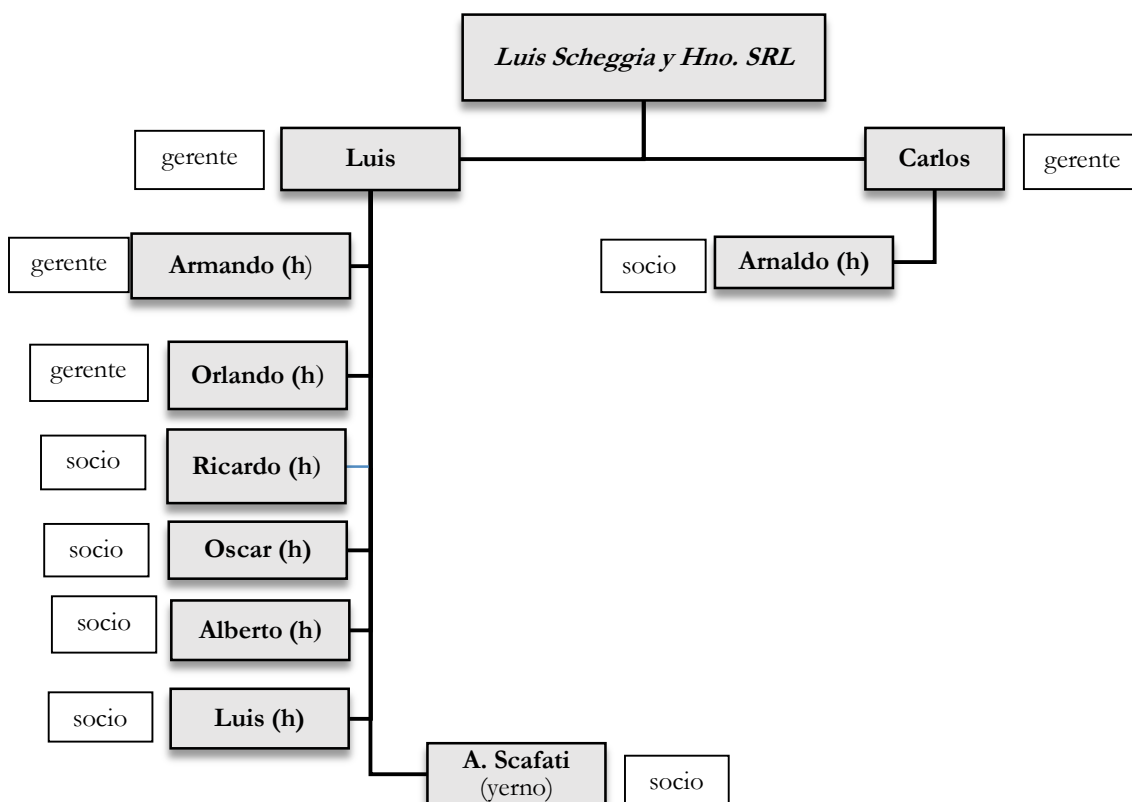 Luis Scheggia y Hno. SRL
gerente
Luis
Carlos
gerente
gerente
Armando (h)
socio
Arnaldo (h)
gerente
Orlando (h)
socio
Ricardo (h)
socio
Oscar (h)
socio
Alberto (h)
socio
Luis (h)
A. Scafati
(yerno)
socio